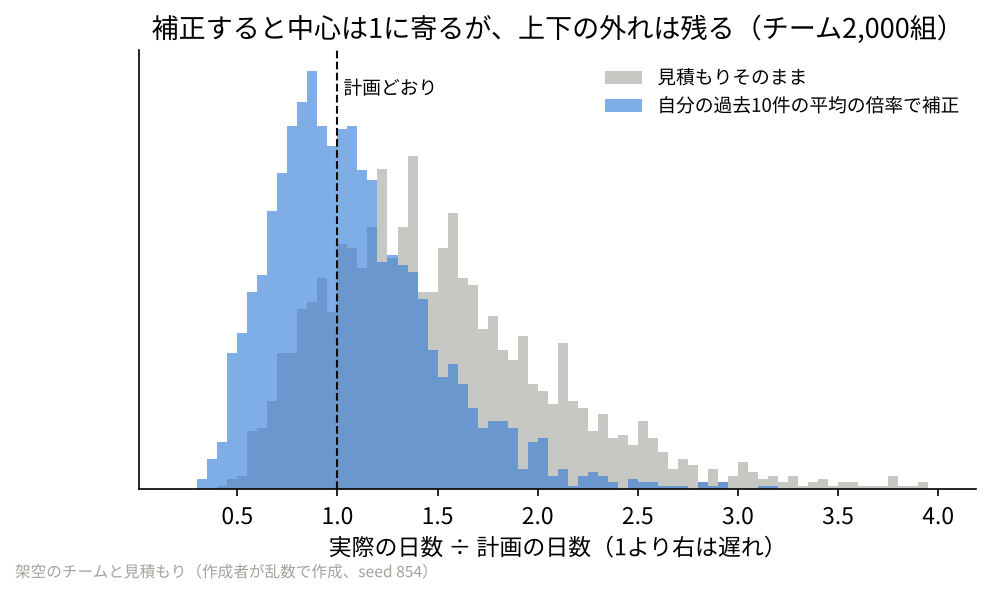 補正すると中心は1に寄るが、上下の外れは残る（チーム2,000組）
計画どおり
見積もりそのまま
自分の過去10件の平均の倍率で補正
0.5 1.0 1.5 2.0 2.5 3.0 3.5 4.0
実際の日数 ÷ 計画の日数（1より右は遅れ）
架空のチームと見積もり（作成者が乱数で作成、seed 854）